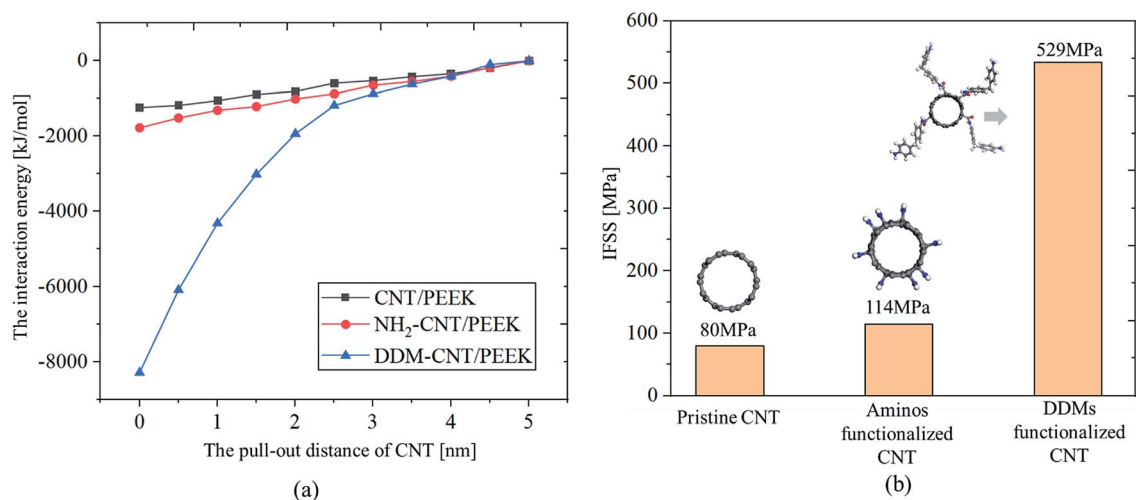 The interaction energy [kJ/mol]
0
-2000
-4000
-6000
-8000
CNT/PEEK
NH₂-CNT/PEEK
DDM-CNT/PEEK
0 1 2 3 4 5
The pull-out distance of CNT [nm]
(a)
IFSS [MPa]
600
500
400
300
200
100
0
80MPa
114MPa
529MPa
Pristine CNT
Aminos
functionalized
CNT
DDMs
functionalized
CNT
(b)